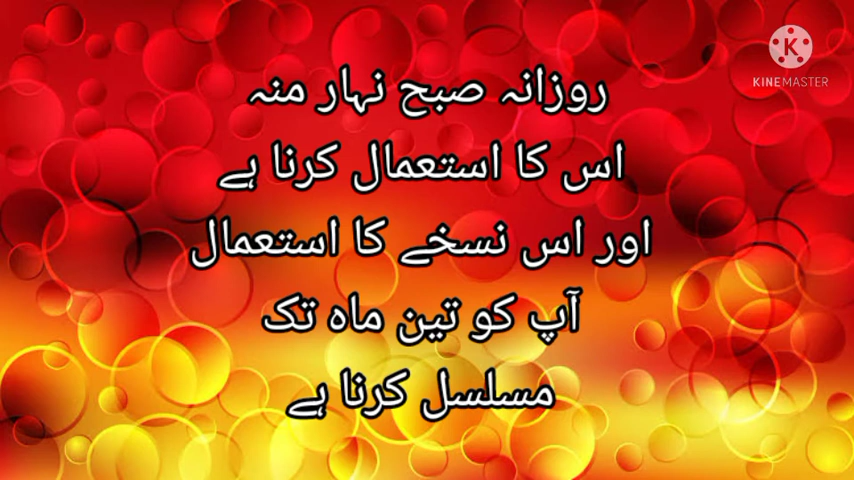 روزانہ صبح نہار منہ
اس کا استعمال کرنا ہے
اور اس نسخے کا استعمال
آپ کو تین ماہ تک
مسلسل کرنا ہے
K
KINEMASTER